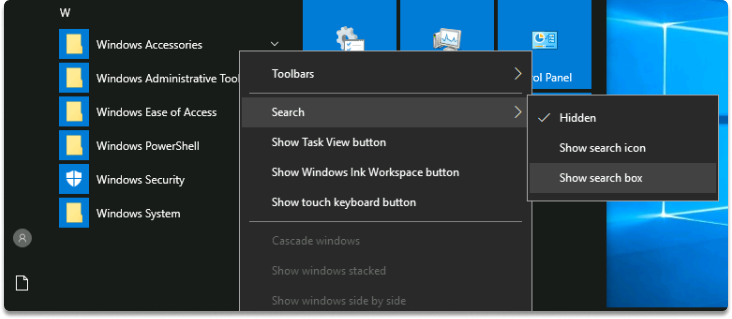 W
Windows Accessories
Windows Administrative Tool
Windows Ease of Access
Windows PowerShell
Windows Security
Windows System
Toolbars
Search
Show Task View button
Show Windows Ink Workspace button
Show touch keyboard button
Cascade windows
Show windows stacked
Show windows side by side
ol Panel
Hidden
Show search icon
Show search box